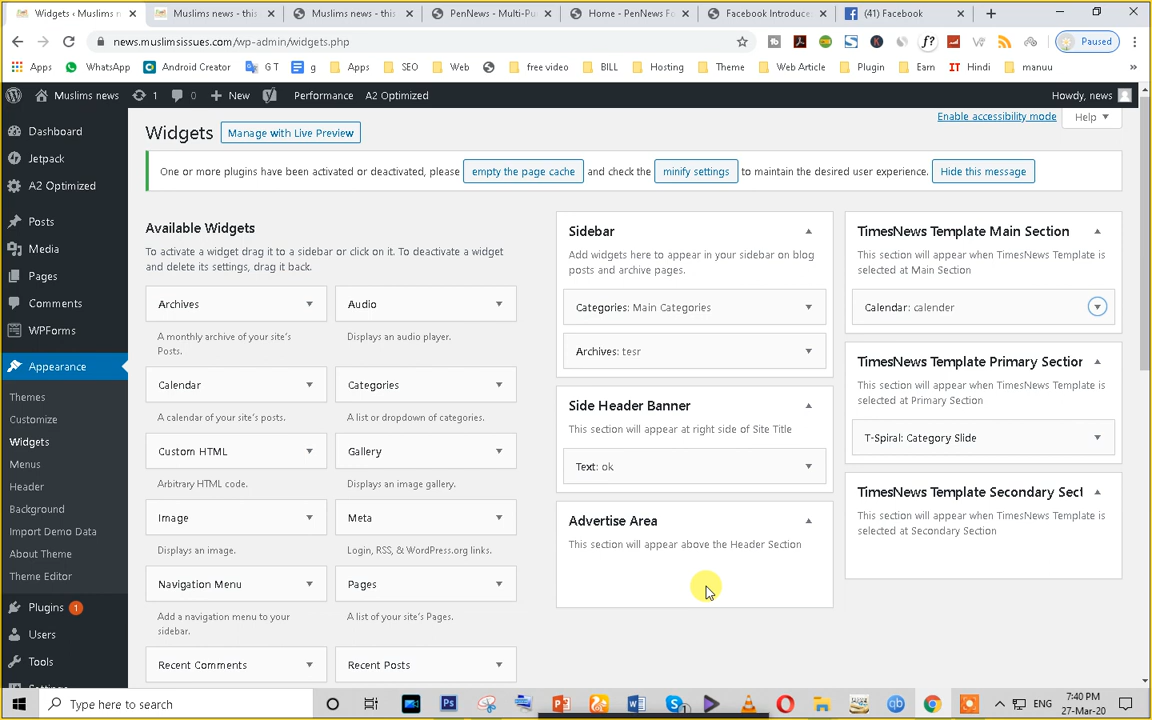 Widgets ‹ Muslims n
Muslims news - this
Muslims news - this
PenNews - Multi-Pu
Home - PenNews Fo
Facebook Introduce
(41) Facebook
news.muslimsissues.com/wp-admin/widgets.php
Paused
Apps
WhatsApp
Android Creator
G T
g
Apps
SEO
Web
free video
BILL
Hosting
Theme
Web Article
Plugin
Earn
IT Hindi
manuu
Muslims news
1
0
New
Performance
A2 Optimized
Howdy, news
Dashboard
Jetpack
A2 Optimized
Posts
Media
Pages
Comments
WPForms
Appearance
Themes
Customize
Widgets
Menus
Header
Background
Import Demo Data
About Theme
Theme Editor
Plugins 1
Users
Tools
Widgets
Manage with Live Preview
Enable accessibility mode
Help
One or more plugins have been activated or deactivated, please empty the page cache and check the minify settings to maintain the desired user experience. Hide this message
Available Widgets
To activate a widget drag it to a sidebar or click on it. To deactivate a widget
and delete its settings, drag it back.
Archives
A monthly archive of your site's
Posts.
Audio
Displays an audio player.
Calendar
A calendar of your site's posts.
Categories
A list or dropdown of categories.
Custom HTML
Arbitrary HTML code.
Gallery
Displays an image gallery.
Image
Displays an image.
Meta
Login, RSS, & WordPress.org links.
Navigation Menu
Add a navigation menu to your
sidebar.
Pages
A list of your site's Pages.
Recent Comments
Recent Posts
Sidebar
Add widgets here to appear in your sidebar on blog
posts and archive pages.
Categories: Main Categories
Archives: tesr
Side Header Banner
This section will appear at right side of Site Title
Text: ok
Advertise Area
This section will appear above the Header Section
TimesNews Template Main Section
This section will appear when TimesNews Template is
selected at Main Section
Calendar: calender
TimesNews Template Primary Section
This section will appear when TimesNews Template is
selected at Primary Section
T-Spiral: Category Slide
TimesNews Template Secondary Sect
This section will appear when TimesNews Template is
selected at Secondary Section
Type here to search
ENG
7:40 PM
27-Mar-20